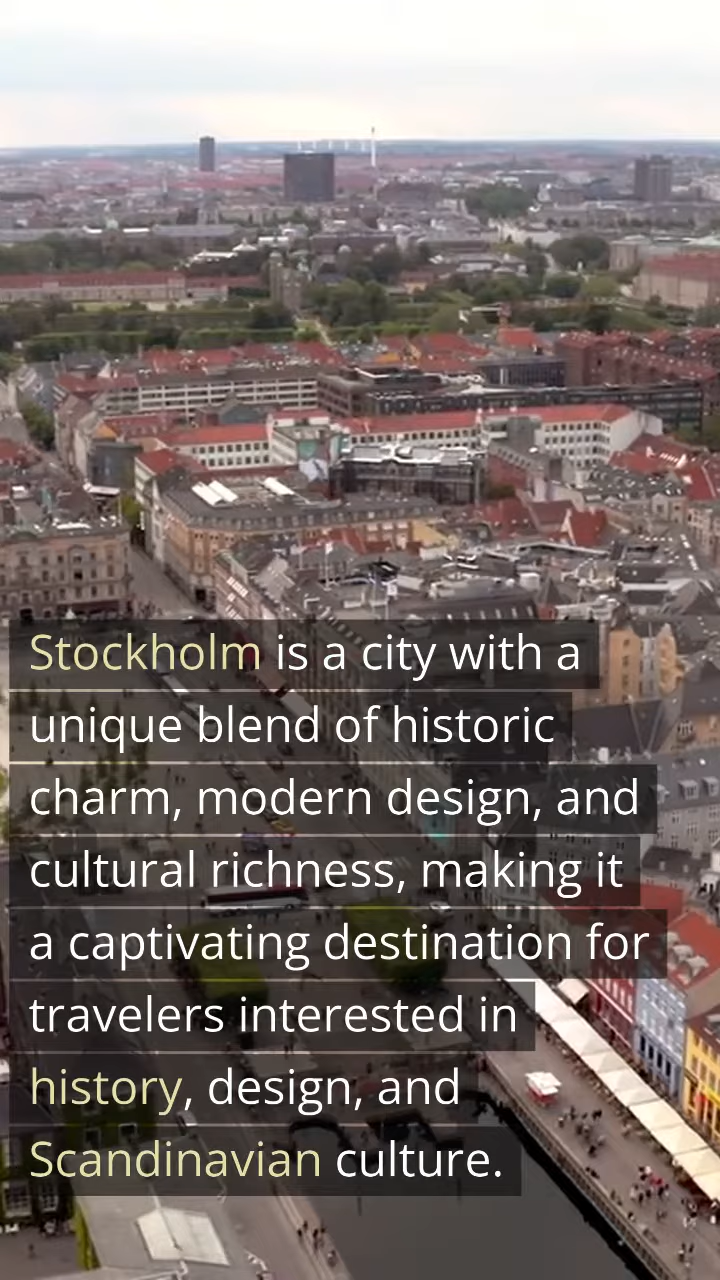 Stockholm is a city with a
unique blend of historic
charm, modern design, and
cultural richness, making it
a captivating destination for
travelers interested in
history, design, and
Scandinavian culture.